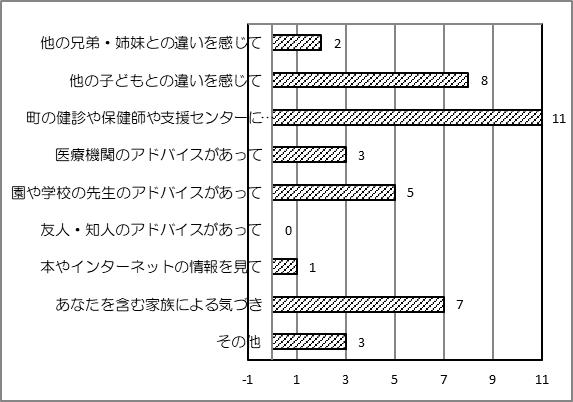 他の兄弟・姉妹との違いを感じて 2
他の子どもとの違いを感じて 8
町の健診や保健師や支援センターに… 11
医療機関のアドバイスがあって 3
園や学校の先生のアドバイスがあって 5
友人・知人のアドバイスがあって 0
本やインターネットの情報を見て 1
あなたを含む家族による気づき 7
その他 3
-1 1 3 5 7 9 11